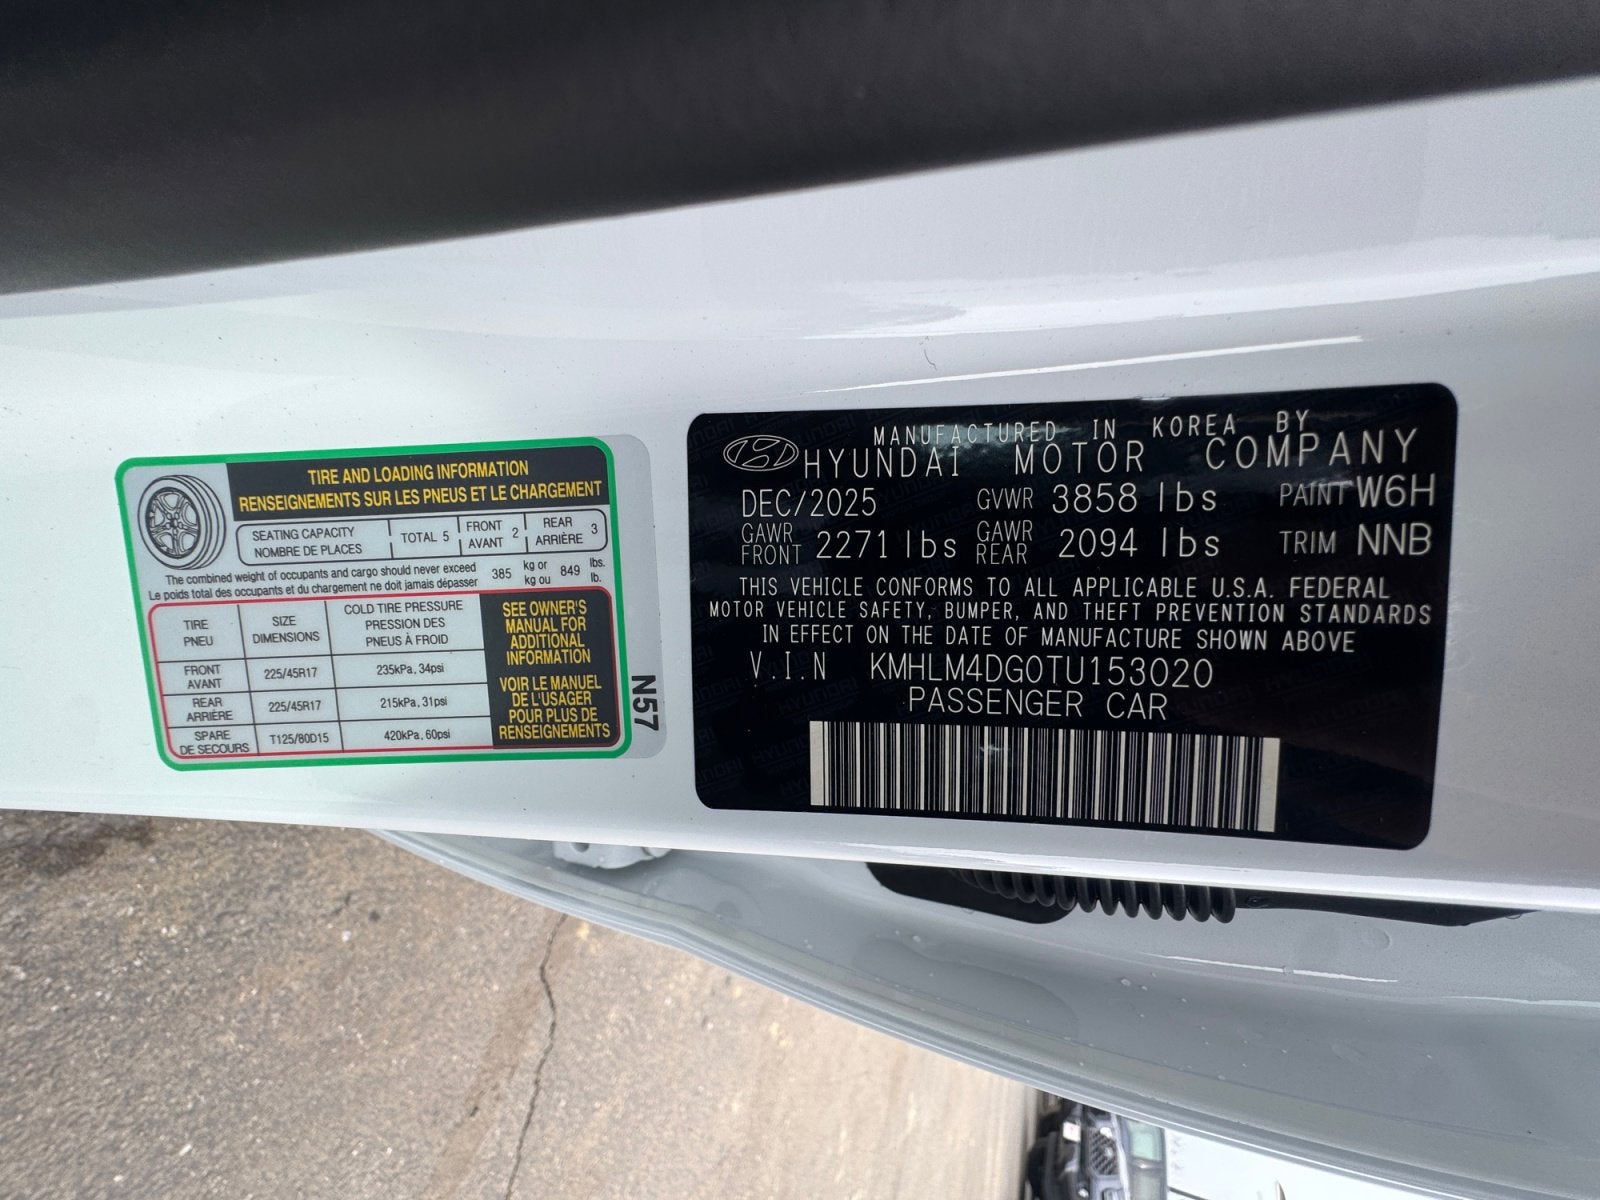 TIRE AND LOADING INFORMATION
RENSEIGNEMENTS SUR LES PNEUS ET LE CHARGEMENT
SEATING CAPACITY
NOMBRE DE PLACES
TOTAL 5
FRONT
AVANT 2
REAR
ARRIÈRE 3
The combined weight of occupants and cargo should never exceed
Le poids total des occupants et du chargement ne doit jamais dépasser
385 kg or
kg ou
849 lbs.
lb.
TIRE
PNEU
SIZE
DIMENSIONS
COLD TIRE PRESSURE
PRESSION DES
PNEUS À FROID
FRONT
AVANT
225/45R17
235kPa, 34psi
REAR
ARRIÈRE
225/45R17
215kPa, 31psi
SPARE
DE SECOURS
T125/80D15
420kPa, 60psi
SEE OWNER'S
MANUAL FOR
ADDITIONAL
INFORMATION
VOIR LE MANUEL
DE L'USAGER
POUR PLUS DE
RENSEIGNEMENTS
N57
MANUFACTURED IN KOREA BY
HYUNDAI MOTOR COMPANY
DEC/2025 GVWR 3858 lbs PAINT W6H
GAWR
FRONT 2271 lbs
GAWR
REAR 2094 lbs
TRIM NNB
THIS VEHICLE CONFORMS TO ALL APPLICABLE U.S.A. FEDERAL
MOTOR VEHICLE SAFETY, BUMPER, AND THEFT PREVENTION STANDARDS
IN EFFECT ON THE DATE OF MANUFACTURE SHOWN ABOVE
V.I.N KMHLM4DG0TU153020
PASSENGER CAR